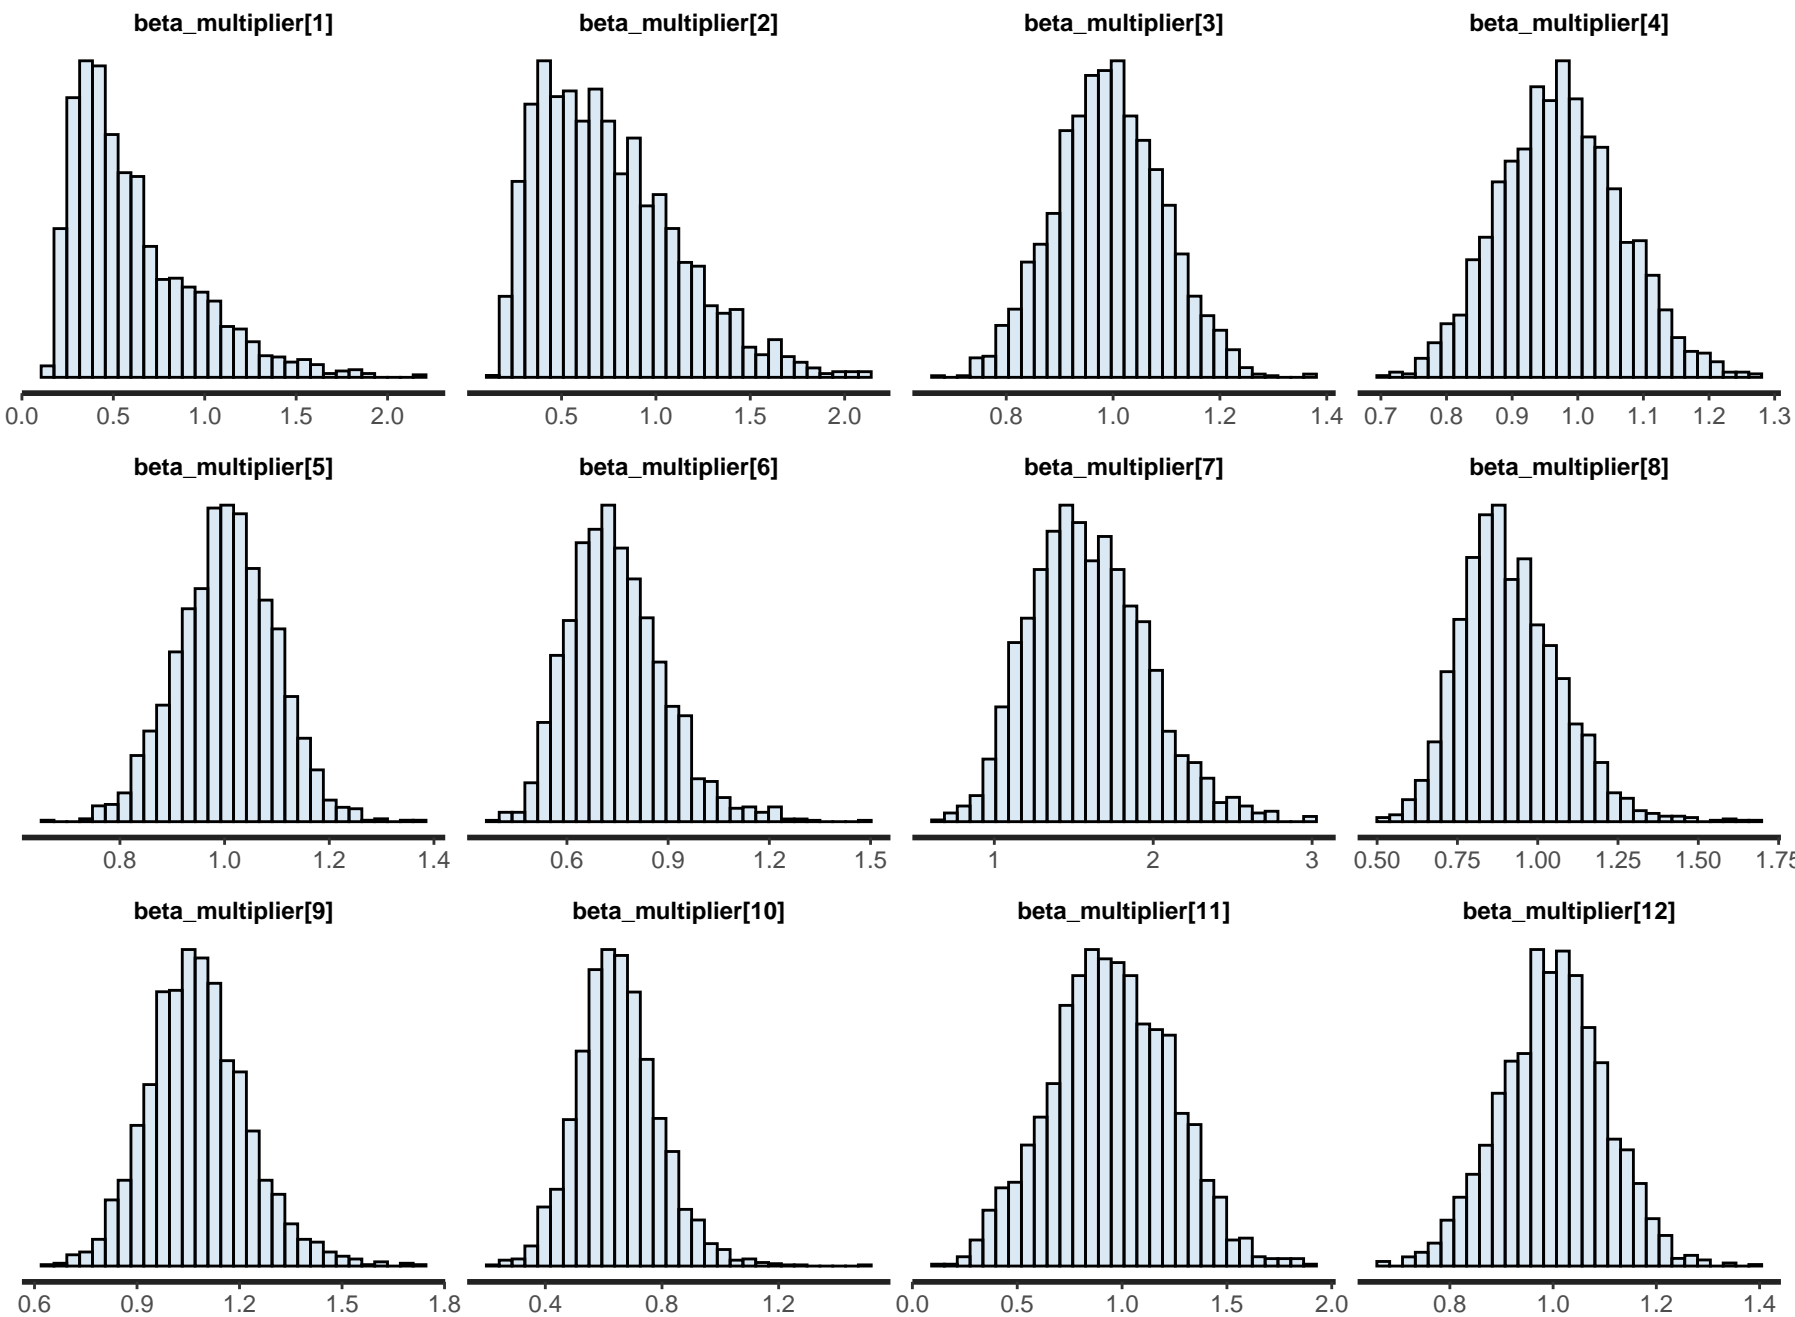 beta_multiplier[1] beta_multiplier[2] beta_multiplier[3] beta_multiplier[4]
0.0 0.5 1.0 1.5 2.0 0.5 1.0 1.5 2.0 0.8 1.0 1.2 1.4 0.7 0.8 0.9 1.0 1.1 1.2 1.3
beta_multiplier[5] beta_multiplier[6] beta_multiplier[7] beta_multiplier[8]
0.8 1.0 1.2 1.4 0.6 0.9 1.2 1.5 1 2 3 0.50 0.75 1.00 1.25 1.50 1.75
beta_multiplier[9] beta_multiplier[10] beta_multiplier[11] beta_multiplier[12]
0.6 0.9 1.2 1.5 1.8 0.4 0.8 1.2 0.0 0.5 1.0 1.5 2.0 0.8 1.0 1.2 1.4